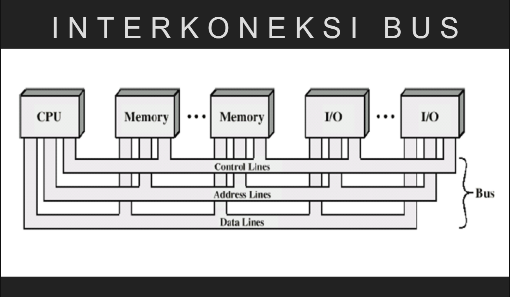 INTERKONEKSI BUS
CPU
Memory
•••
Memory
I/O
•••
I/O
Control Lines
Address Lines
Data Lines
Bus